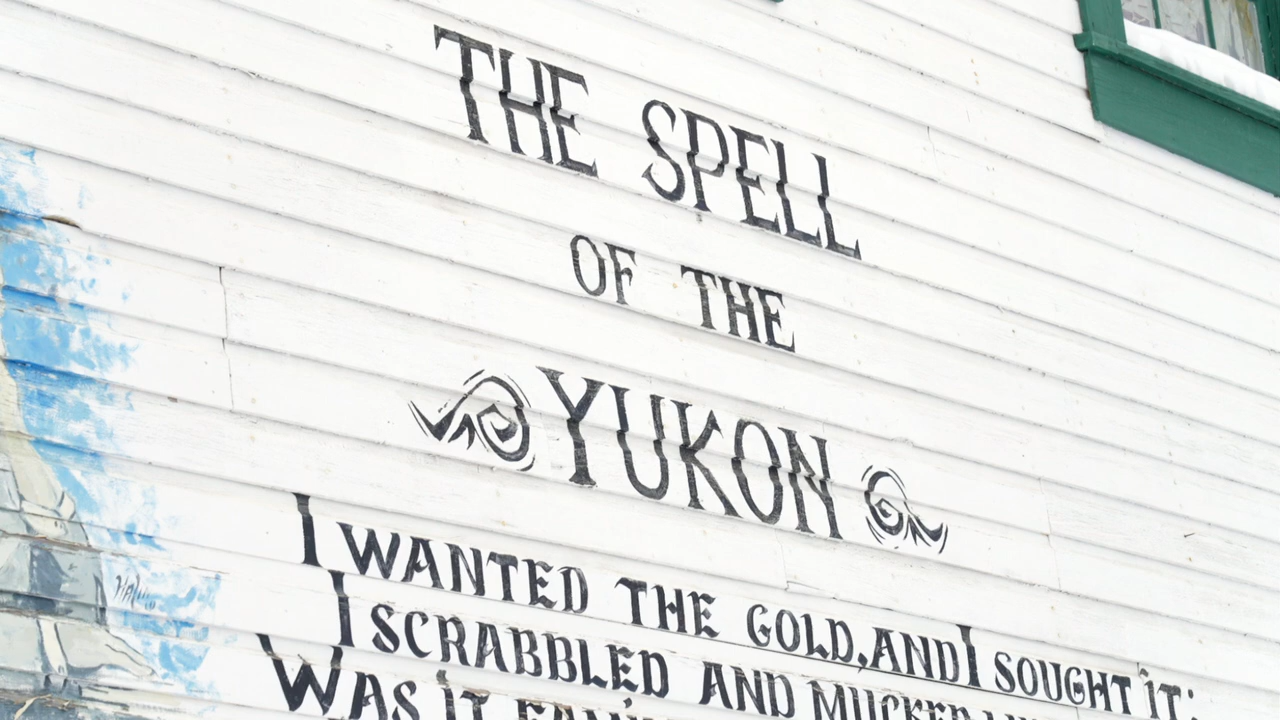 THE SPELL
OF THE
YUKON
I WANTED THE GOLD, AND I SOUGHT IT;
I SCRABBLED AND MUCKED
WAS IT